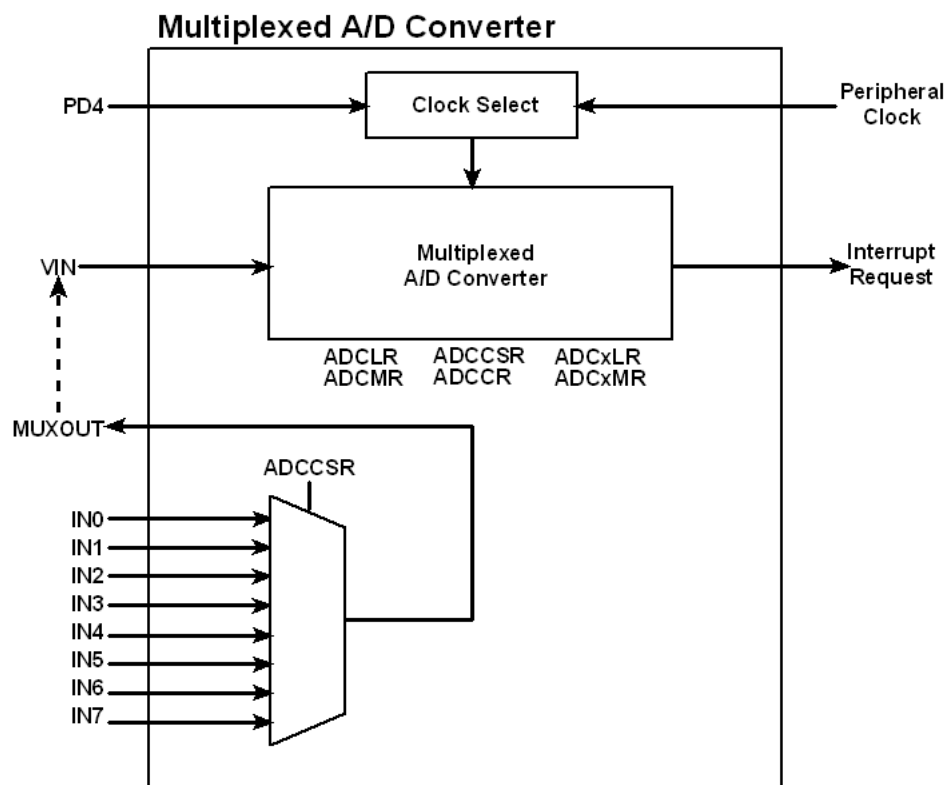 Multiplexed A/D Converter
PD4
Clock Select
Peripheral
Clock
VIN
Multiplexed
A/D Converter
Interrupt
Request
ADCLR
ADCMR
ADCCSR
ADCCR
ADCxLR
ADCxMR
MUXOUT
ADCCSR
IN0
IN1
IN2
IN3
IN4
IN5
IN6
IN7